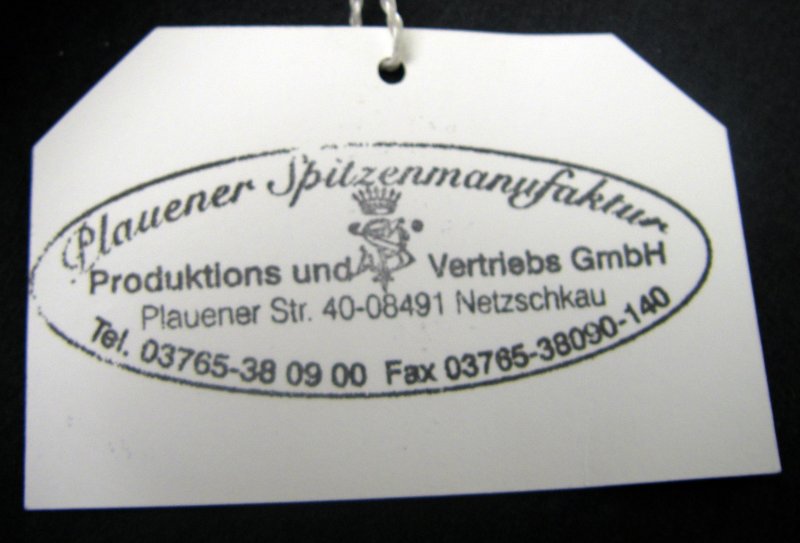 Plauener Spitzenmanufaktur
Produktions und Vertriebs GmbH
Plauener Str. 40-08491 Netzschkau
Tel. 03765-38 09 00 Fax 03765-38090-140